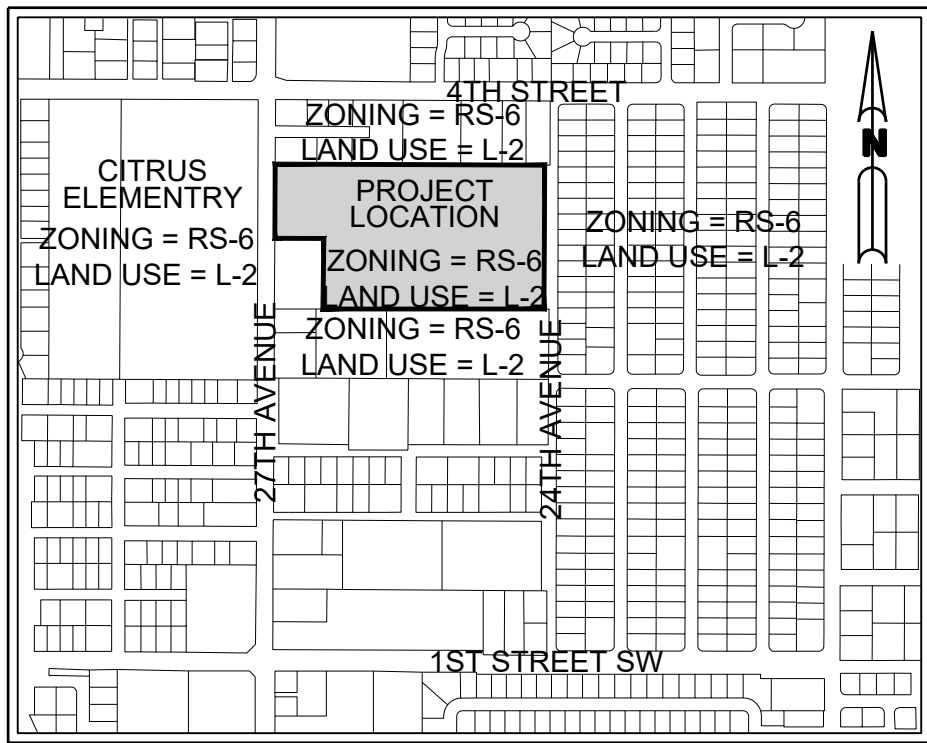 4TH STREET
ZONING = RS-6
LAND USE = L-2
N
CITRUS
ELEMENTRY
ZONING = RS-6
LAND USE = L-2
PROJECT
LOCATION
ZONING = RS-6
LAND USE = L-2
ZONING = RS-6
LAND USE = L-2
ZONING = RS-6
LAND USE = L-2
27TH AVENUE
24TH AVENUE
1ST STREET SW